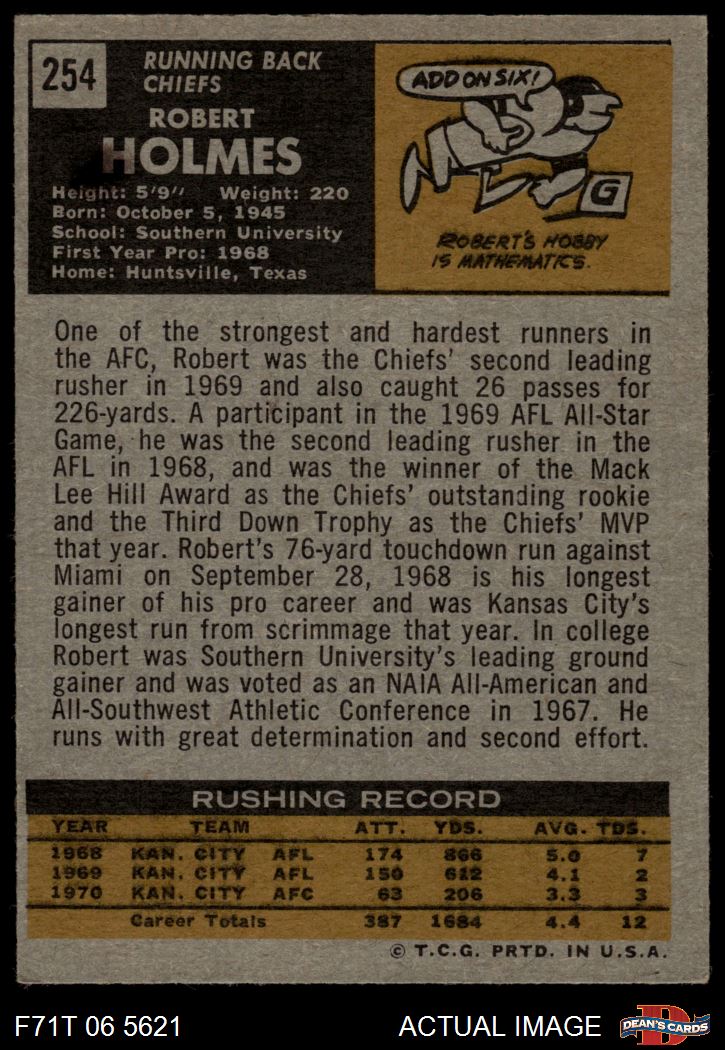 254
RUNNING BACK
CHIEFS
ROBERT
HOLMES
Height: 5'9" Weight: 220
Born: October 5, 1945
School: Southern University
First Year Pro: 1968
Home: Huntsville, Texas
ADD ON SIX!
G
ROBERT'S HOBBY
IS MATHEMATICS.
One of the strongest and hardest runners in
the AFC, Robert was the Chiefs' second leading
rusher in 1969 and also caught 26 passes for
226-yards. A participant in the 1969 AFL All-Star
Game, he was the second leading rusher in the
AFL in 1968, and was the winner of the Mack
Lee Hill Award as the Chiefs' outstanding rookie
and the Third Down Trophy as the Chiefs' MVP
that year. Robert's 76-yard touchdown run against
Miami on September 28, 1968 is his longest
gainer of his pro career and was Kansas City's
longest run from scrimmage that year. In college
Robert was Southern University's leading ground
gainer and was voted as an NAIA All-American and
All-Southwest Athletic Conference in 1967. He
runs with great determination and second effort.
RUSHING RECORD
YEAR TEAM ATT. YDS. AVG. TDS.
1968 KAN. CITY AFL 174 866 5.0 7
1969 KAN. CITY AFL 150 612 4.1 2
1970 KAN. CITY AFC 63 206 3.3 3
Career Totals 387 1684 4.4 12
© T.C.G. PRTD. IN U.S.A.
F71T 06 5621 ACTUAL IMAGE
D
DEAN'S CARDS